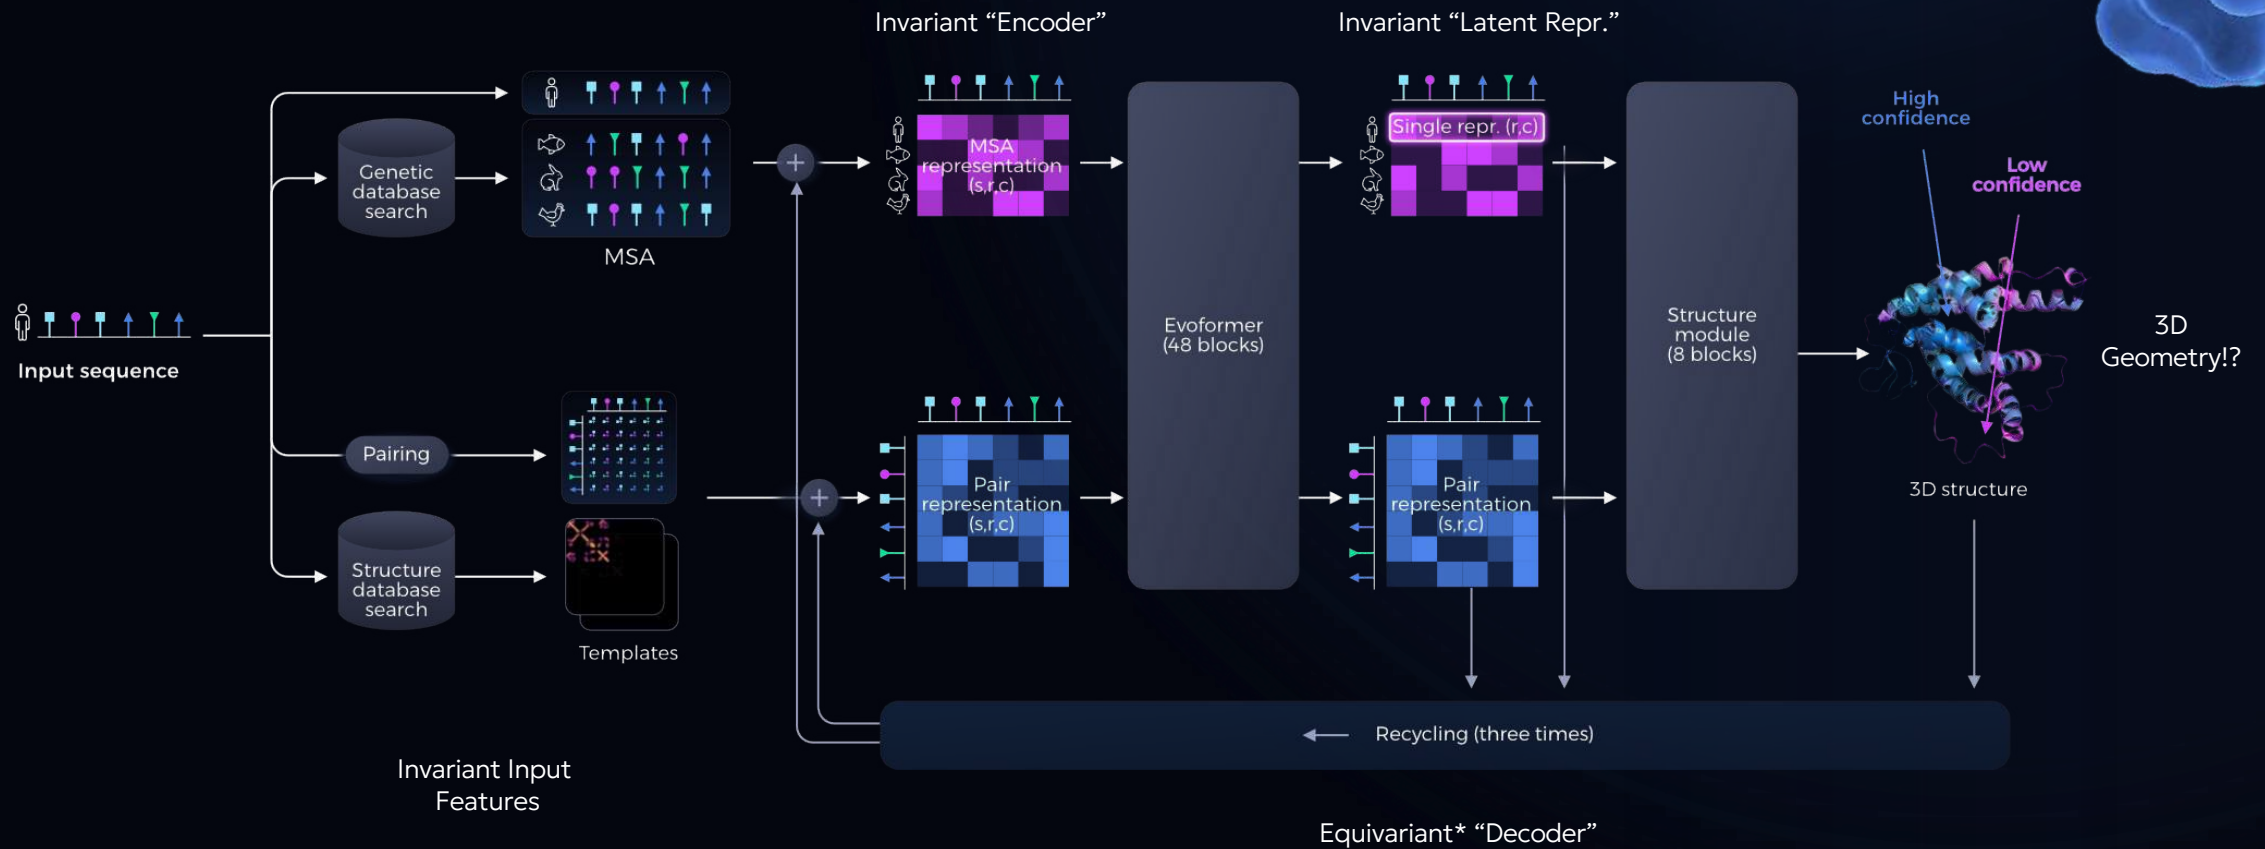 Invariant “Encoder”
Invariant “Latent Repr.”
Genetic
database
search
MSA
Input sequence
Pairing
Structure
database
search
Templates
Invariant Input
Features
MSA
representation
(s,r,c)
Pair
representation
(s,r,c)
Evoformer
(48 blocks)
Single repr. (r,c)
Pair
representation
(s,r,c)
Structure
module
(8 blocks)
High
confidence
Low
confidence
3D structure
3D
Geometry!?
Recycling (three times)
Equivariant* “Decoder”